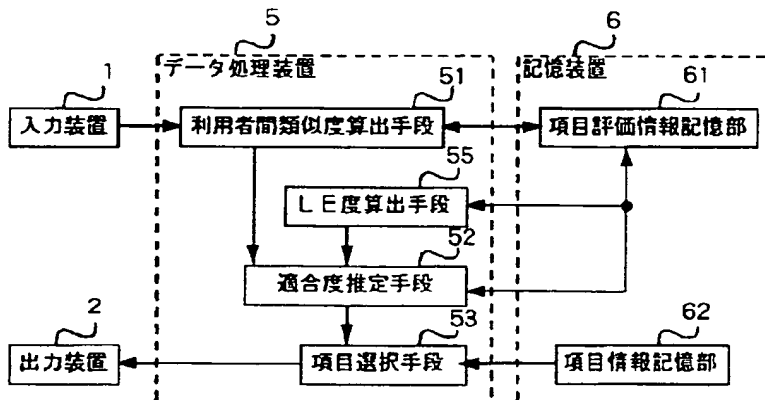 5
6
データ処理装置
記憶装置
1
51
61
入力装置
利用者間類似度算出手段
項目評価情報記憶部
55
LE度算出手段
52
適合度推定手段
2
53
62
出力装置
項目選択手段
項目情報記憶部